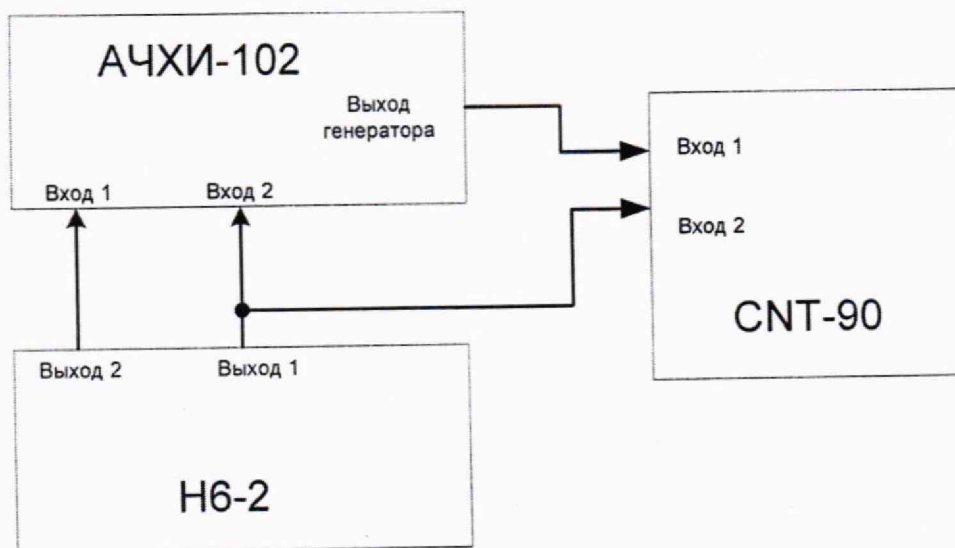 АЧХИ-102
Выход
генератора
Вход 1
Вход 2
Вход 1
Вход 2
CNT-90
Выход 2
Выход 1
Н6-2